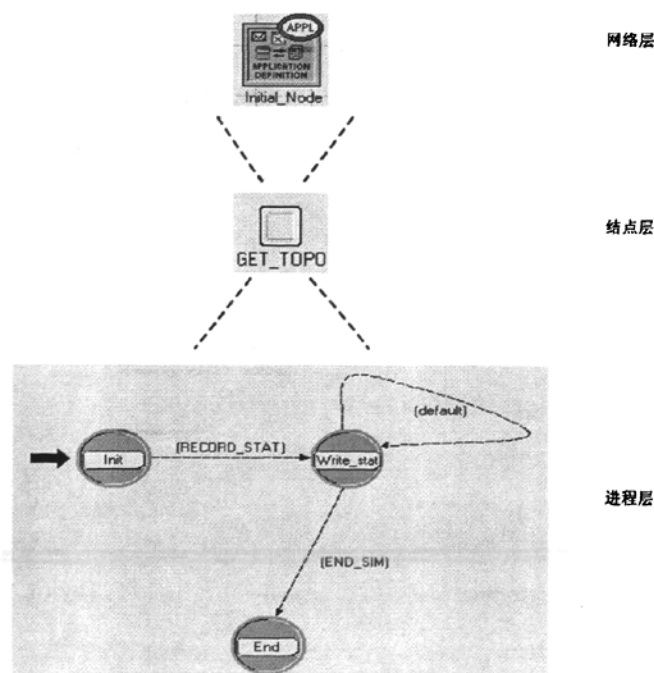 APPL
网络层
APPLICATION
DEFINITION
Initial_Node
结点层
GET_TOPO
(default)
(RECORD_STAT)
Init
Write_stat
进程层
(END_SIM)
End